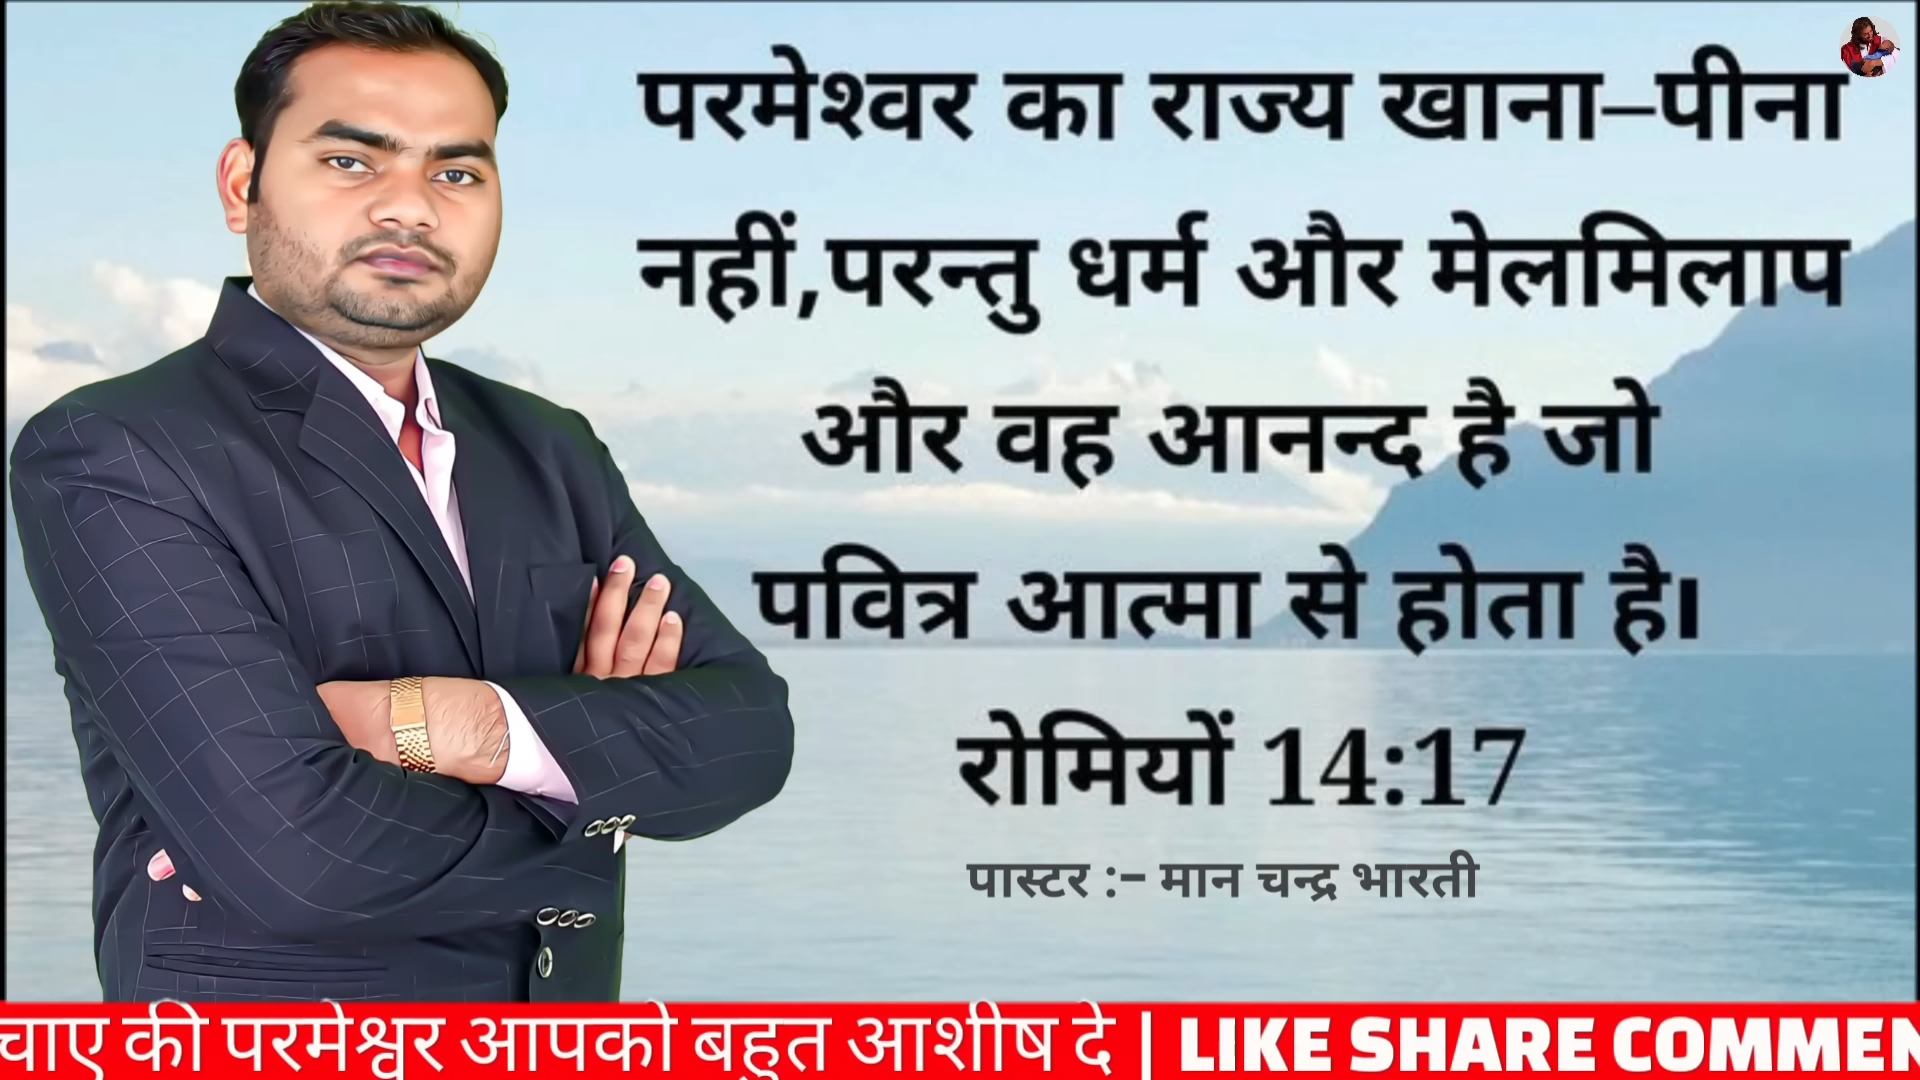 परमेश्वर का राज्य खाना–पीना
नहीं,परन्तु धर्म और मेलमिलाप
और वह आनन्द है जो
पवित्र आत्मा से होता है।
रोमियों 14:17
पास्टर :- मान चन्द्र भारती
चाए की परमेश्वर आपको बहुत आशीष दे | LIKE SHARE COMMEN